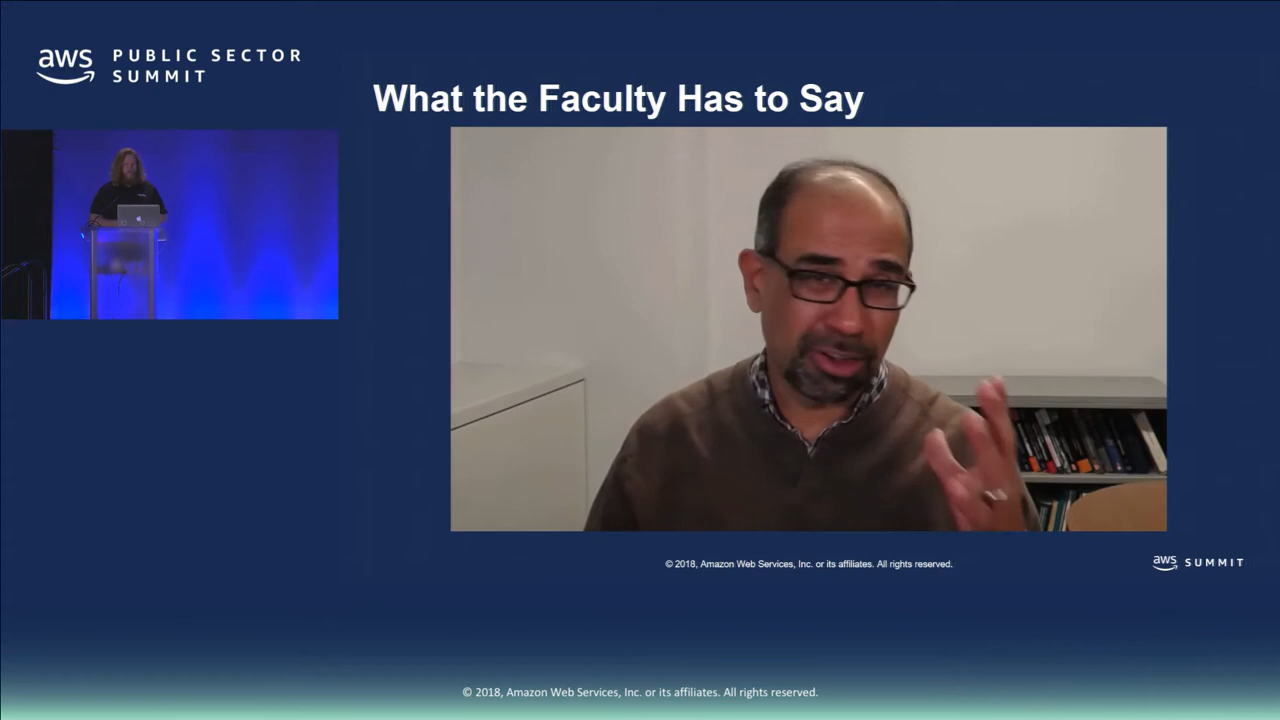 aws PUBLIC SECTOR
SUMMIT
What the Faculty Has to Say
© 2018, Amazon Web Services, Inc. or its affiliates. All rights reserved.
aws SUMMIT
© 2018, Amazon Web Services, Inc. or its affiliates. All rights reserved.